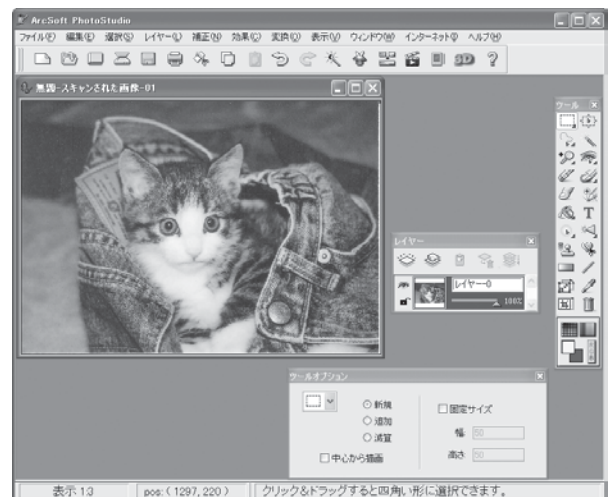 ArcSoft PhotoStudio
ファイル(F) 編集(E) 選択(S) レイヤー(L) 補正(N) 効果(C) 変換(O) 表示(V) ウィンドウ(W) インターネット(I) ヘルプ(H)
3D ?
無題-スキャンされた画像-01
ツール
T
レイヤー
レイヤー0
100%
ツールオプション
新規
追加
減算
中心から描画
固定サイズ
幅: 50
高さ: 50
表示:1:3 pos: ( 1297, 220 ) クリック&ドラッグすると四角い形に選択できます。